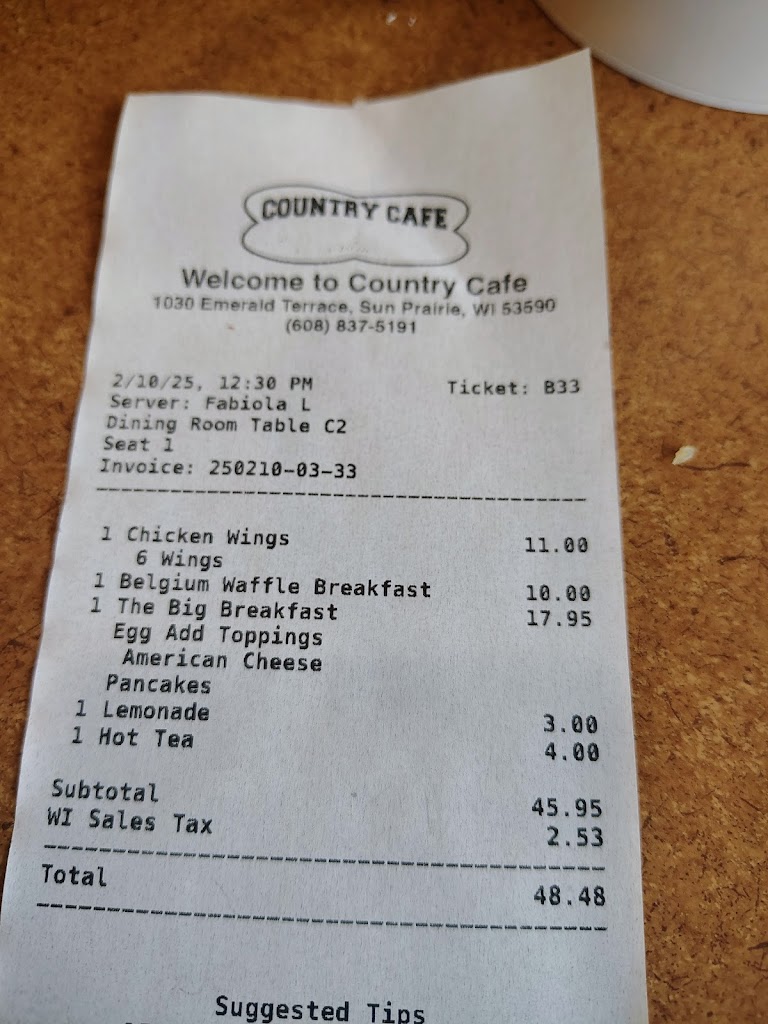 COUNTRY CAFE
Welcome to Country Cafe
1030 Emerald Terrace, Sun Prairie, WI 53590
(608) 837-5191
2/10/25, 12:30 PM Ticket: B33
Server: Fabiola L
Dining Room Table C2
Seat 1
Invoice: 250210-03-33
1 Chicken Wings 11.00
6 Wings
1 Belgium Waffle Breakfast 10.00
1 The Big Breakfast 17.95
Egg Add Toppings
American Cheese
Pancakes
1 Lemonade 3.00
1 Hot Tea 4.00
Subtotal 45.95
WI Sales Tax 2.53
Total 48.48
Suggested Tips